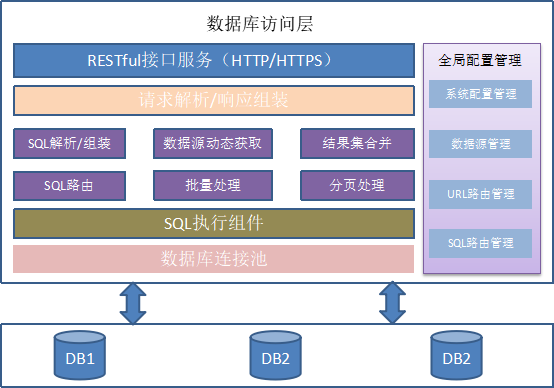 数据库访问层
RESTful接口服务（HTTP/HTTPS）
请求解析/响应组装
SQL解析/组装
数据源动态获取
结果集合并
SQL路由
批量处理
分页处理
SQL执行组件
数据库连接池
全局配置管理
系统配置管理
数据源管理
URL路由管理
SQL路由管理
DB1
DB2
DB2